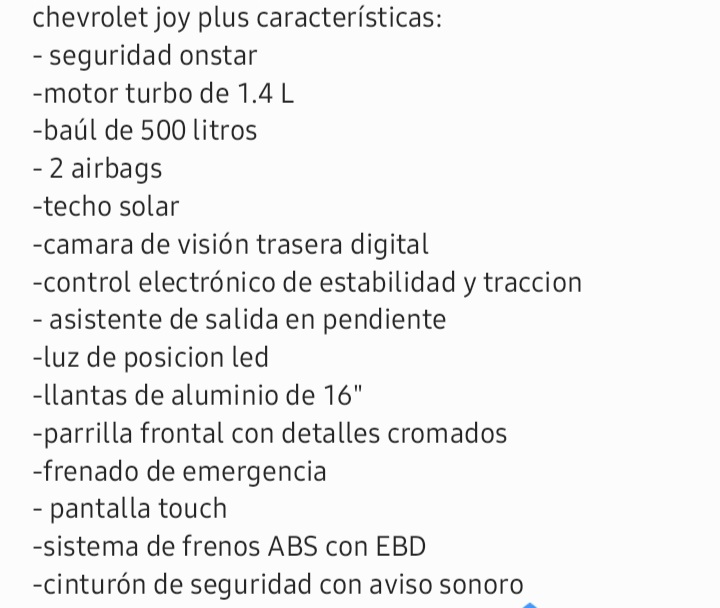 chevrolet joy plus características:
- seguridad onstar
-motor turbo de 1.4 L
-baúl de 500 litros
- 2 airbags
-techo solar
-camara de visión trasera digital
-control electrónico de estabilidad y traccion
- asistente de salida en pendiente
-luz de posicion led
-llantas de aluminio de 16"
-parrilla frontal con detalles cromados
-frenado de emergencia
- pantalla touch
-sistema de frenos ABS con EBD
-cinturón de seguridad con aviso sonoro